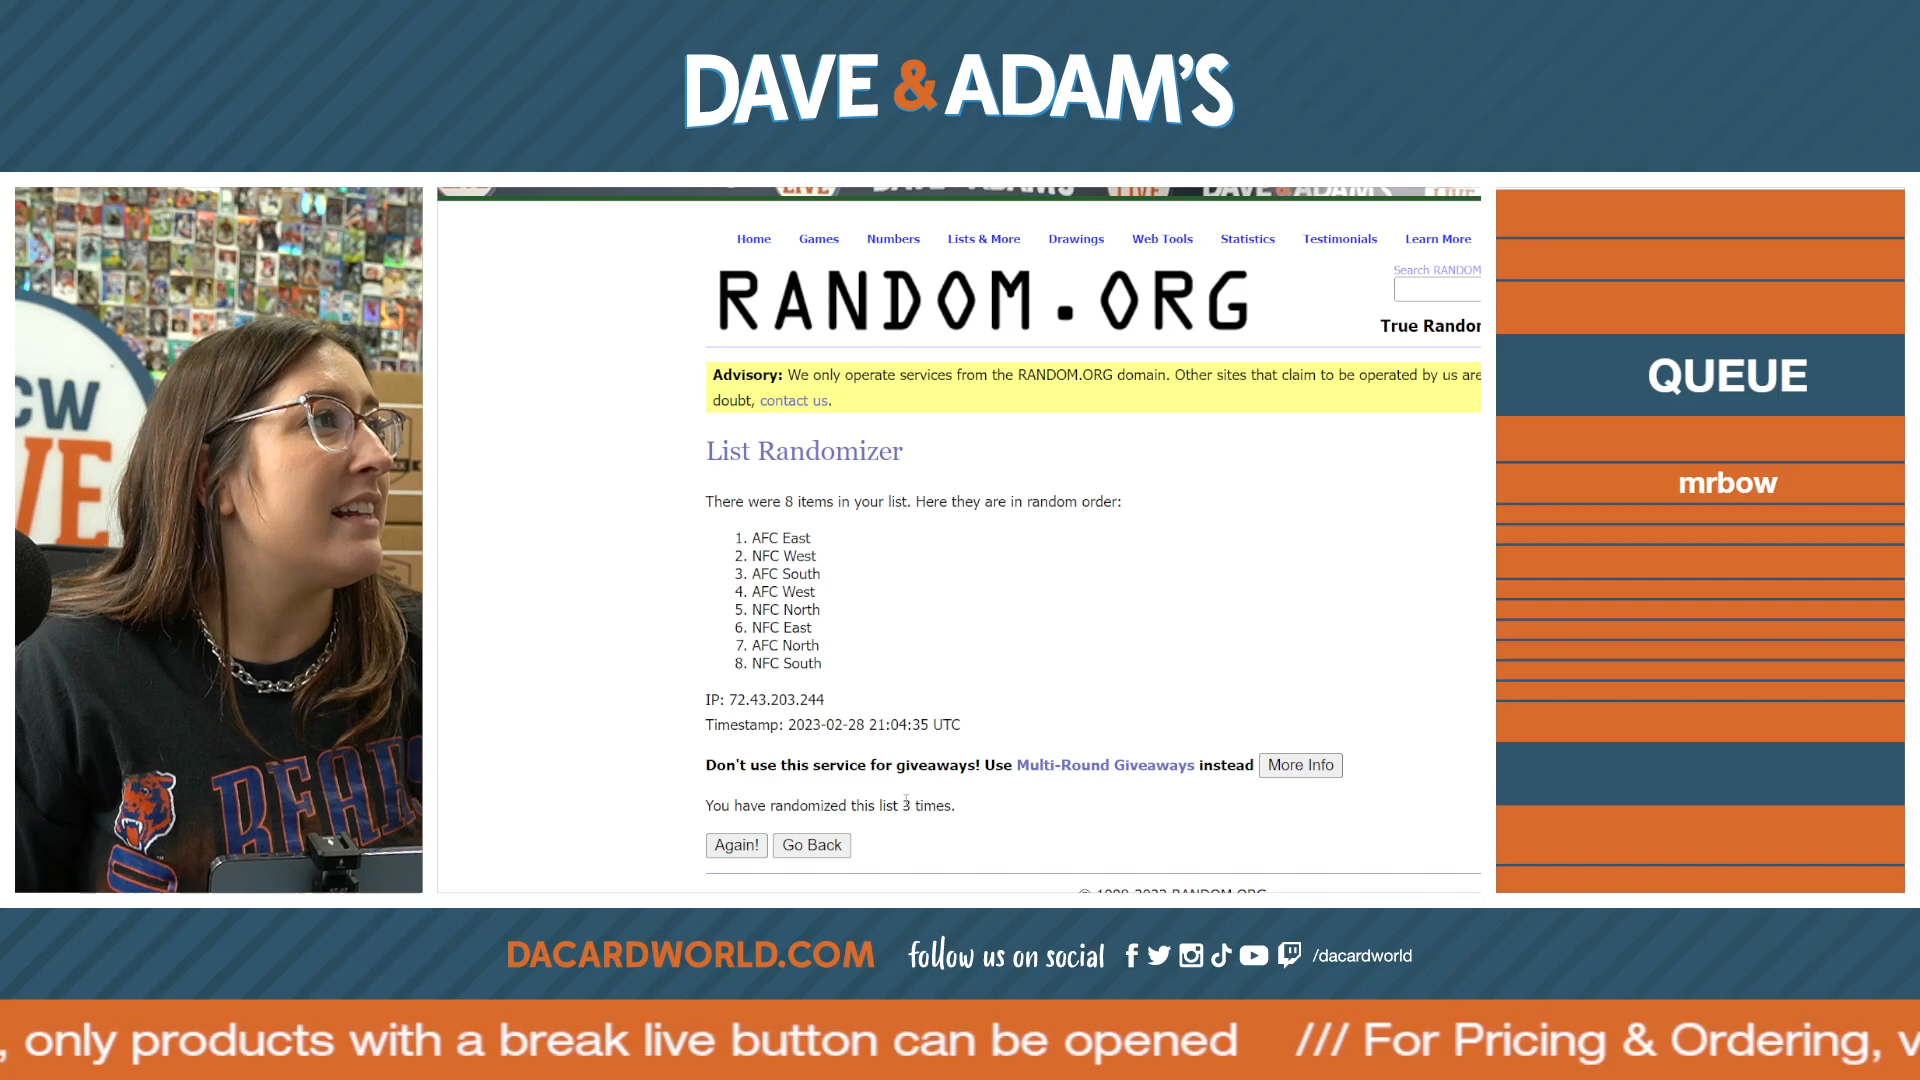 DAVE & ADAM'S
Home Games Numbers Lists & More Drawings Web Tools Statistics Testimonials Learn More
RANDOM.ORG
Search RANDOM
True Random
Advisory: We only operate services from the RANDOM.ORG domain. Other sites that claim to be operated by us are
doubt, contact us.
List Randomizer
There were 8 items in your list. Here they are in random order:
1. AFC East
2. NFC West
3. AFC South
4. AFC West
5. NFC North
6. NFC East
7. AFC North
8. NFC South
IP: 72.43.203.244
Timestamp: 2023-02-28 21:04:35 UTC
Don't use this service for giveaways! Use Multi-Round Giveaways instead More Info
You have randomized this list 3 times.
Again! Go Back
QUEUE
mrbow
CW
VE
BEARS
DACARDWORLD.COM follow us on social /dacardworld
, only products with a break live button can be opened /// For Pricing & Ordering, v